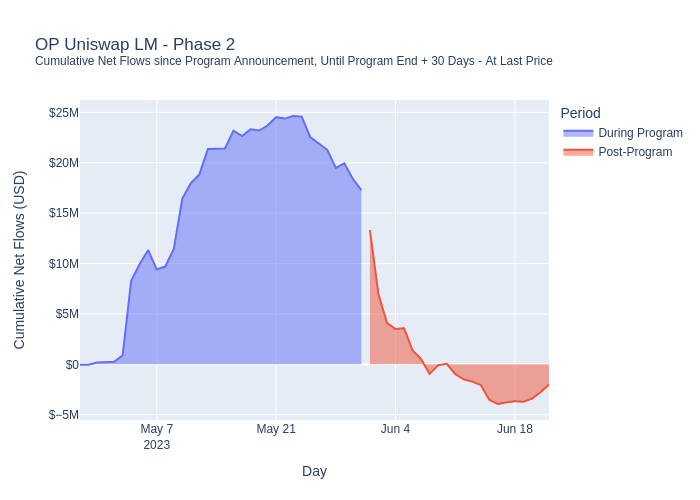 OP Uniswap LM - Phase 2
Cumulative Net Flows since Program Announcement, Until Program End + 30 Days - At Last Price
Period
During Program
Post-Program
Cumulative Net Flows (USD)
$25M
$20M
$15M
$10M
$5M
$0
$−5M
May 7
2023
May 21
Jun 4
Jun 18
Day